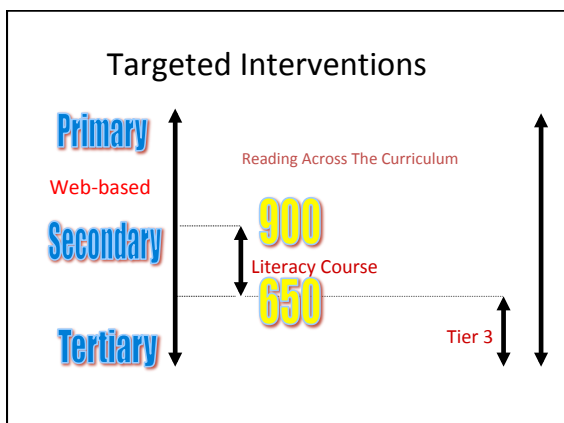 Targeted Interventions
Primary
Reading Across The Curriculum
Web-based
900
Secondary
Literacy Course
650
Tier 3
Tertiary